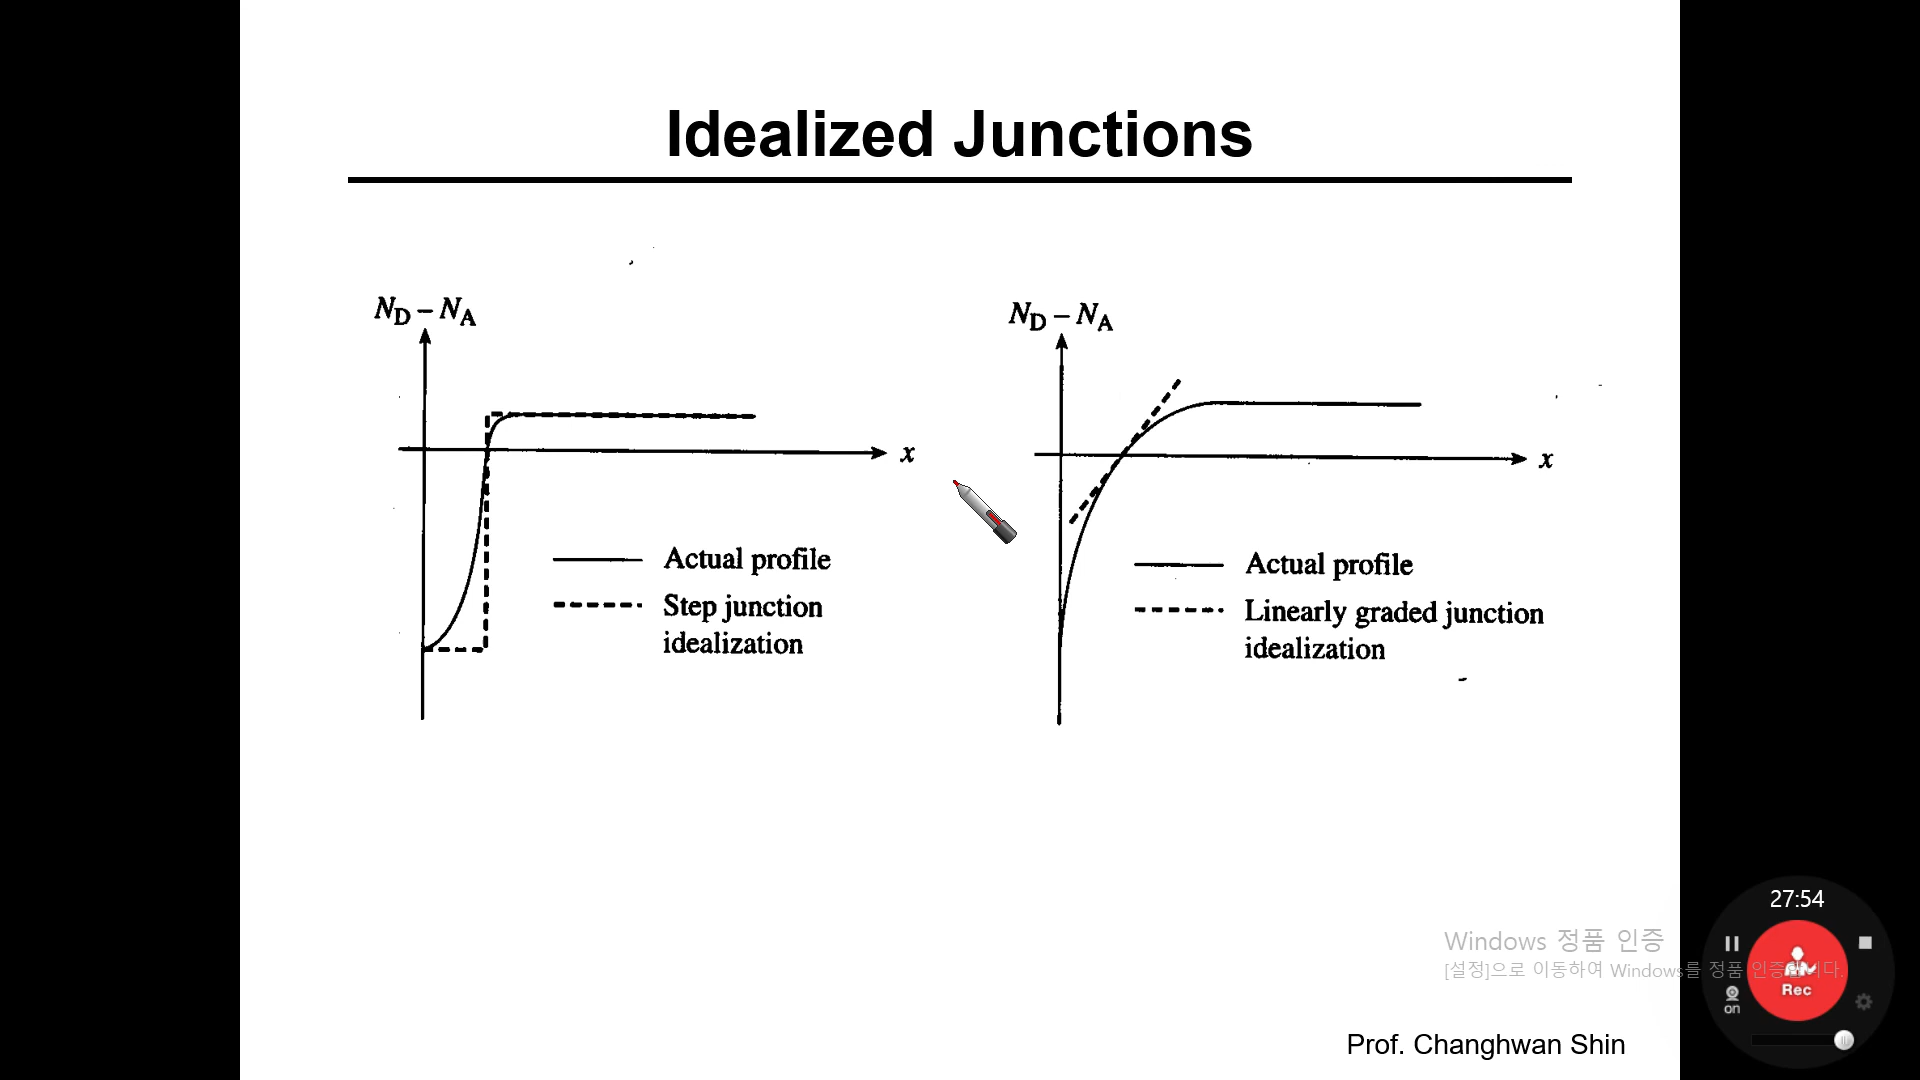 Idealized Junctions
N_D – N_A
x
Actual profile
Step junction
idealization
N_D – N_A
x
Actual profile
Linearly graded junction
idealization
27:54
Rec
on
Windows 정품 인증
[설정]으로 이동하여 Windows를 정품 인증합니다.
Prof. Changhwan Shin